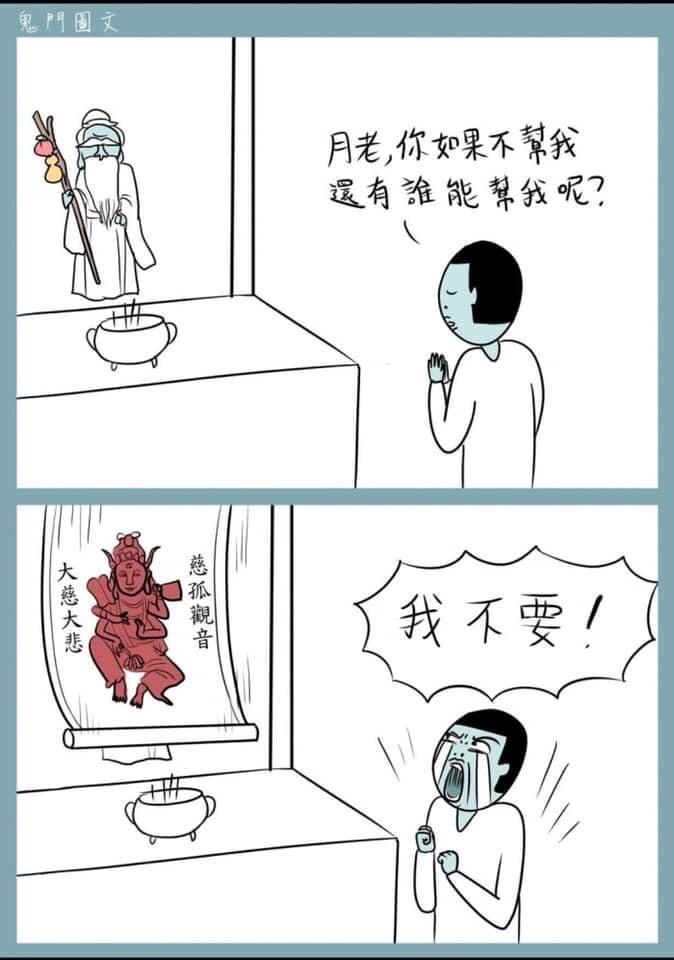 鬼門圖文
月老,你如果不幫我
還有誰能幫我呢?
慈孤觀音
大慈大悲
我不要!